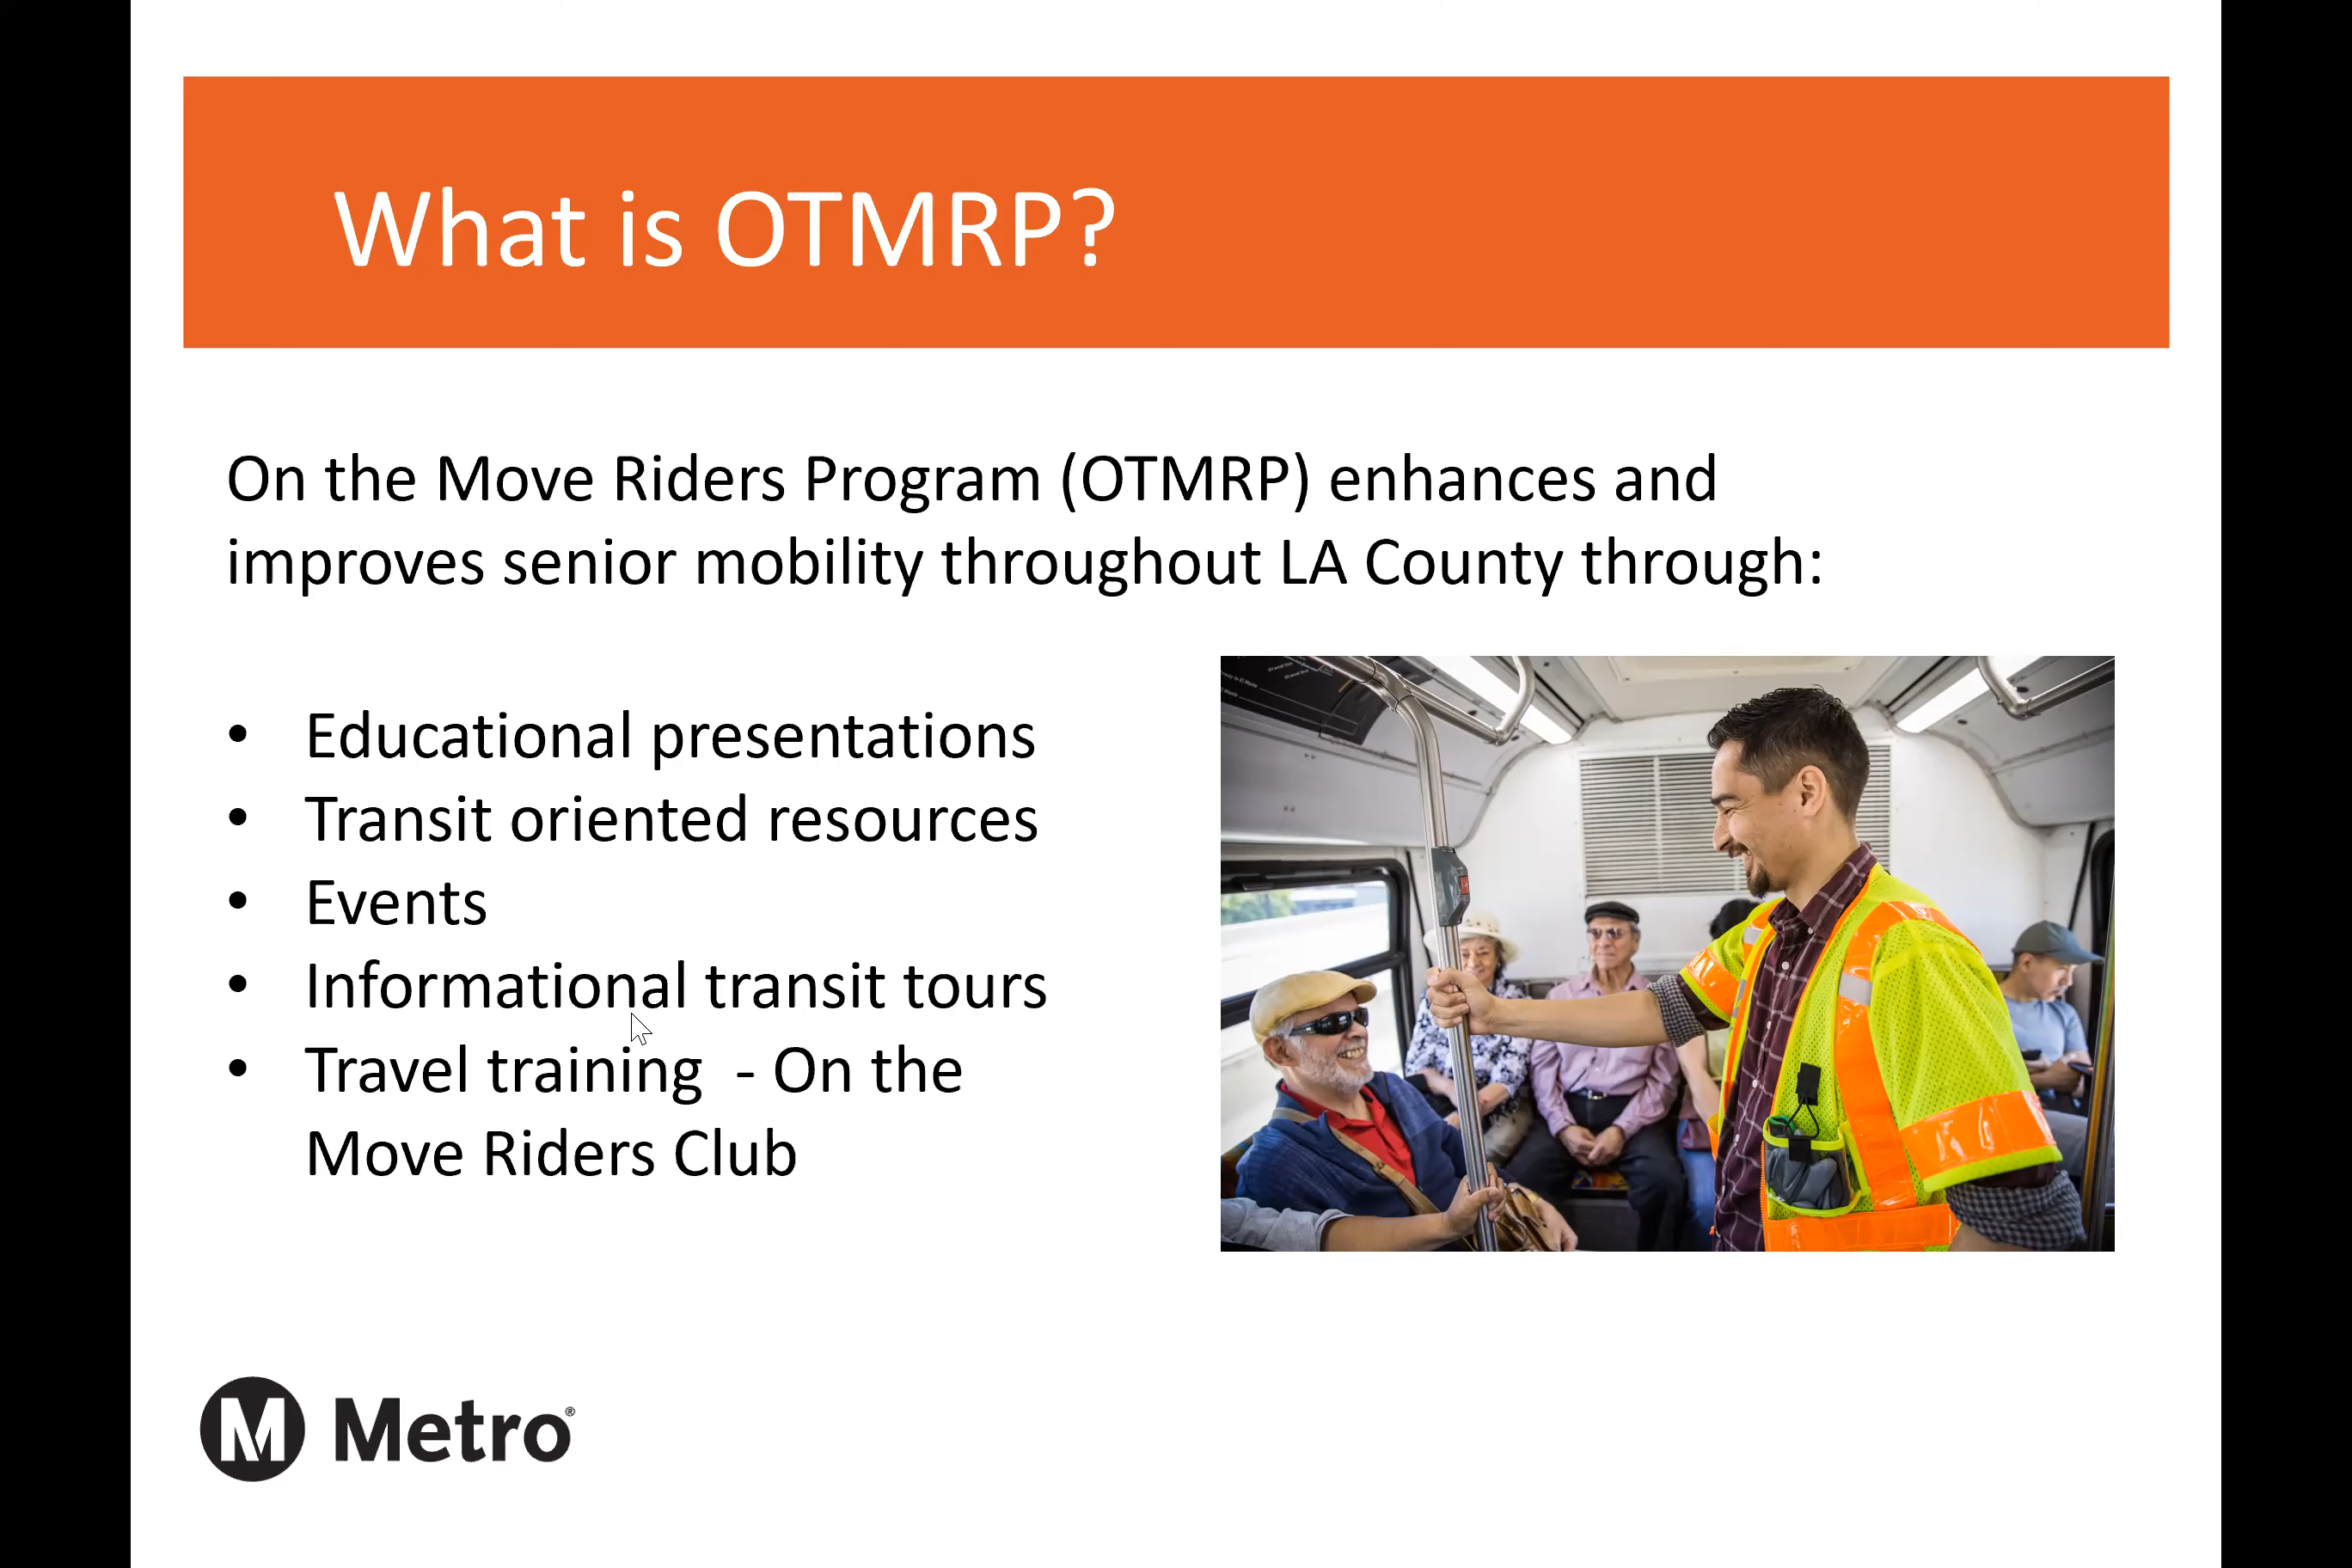 What is OTMRP?
On the Move Riders Program (OTMRP) enhances and
improves senior mobility throughout LA County through:
• Educational presentations
• Transit oriented resources
• Events
• Informational transit tours
• Travel training  - On the
Move Riders Club
M Metro®